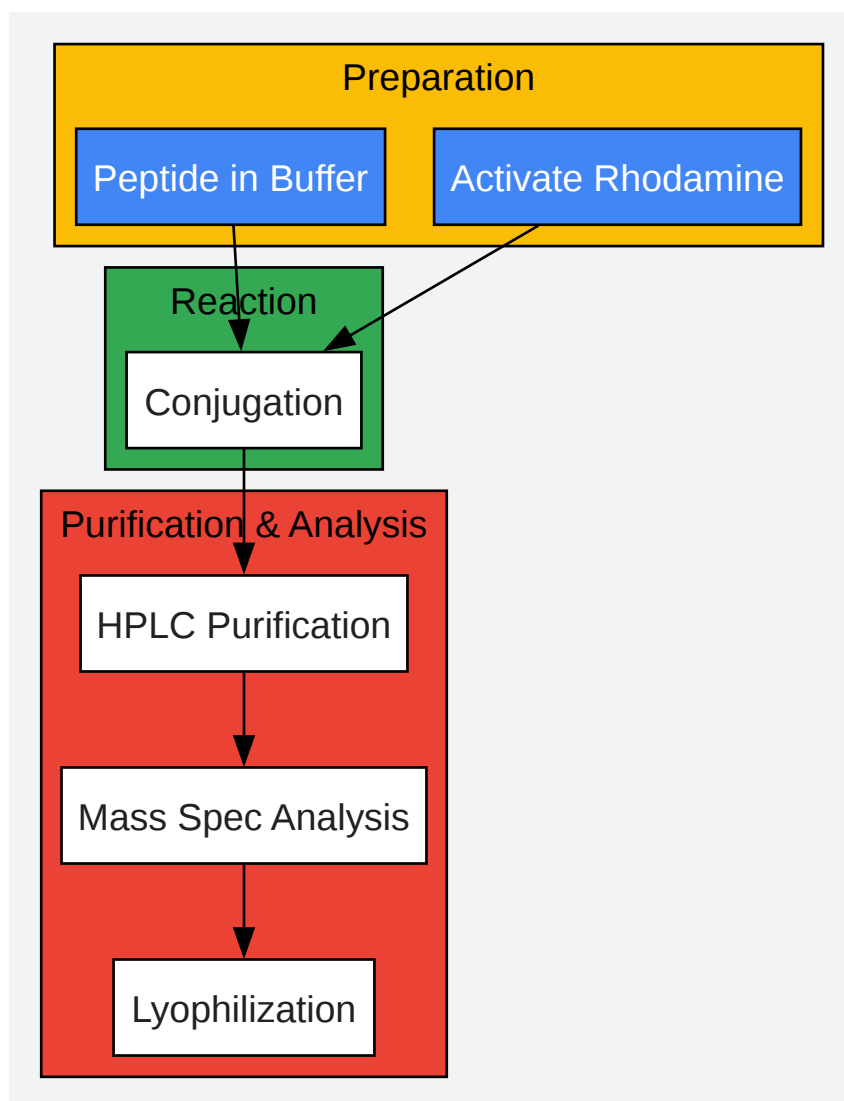 Preparation
Peptide in Buffer
Activate Rhodamine
Reaction
Conjugation
Purification & Analysis
HPLC Purification
Mass Spec Analysis
Lyophilization